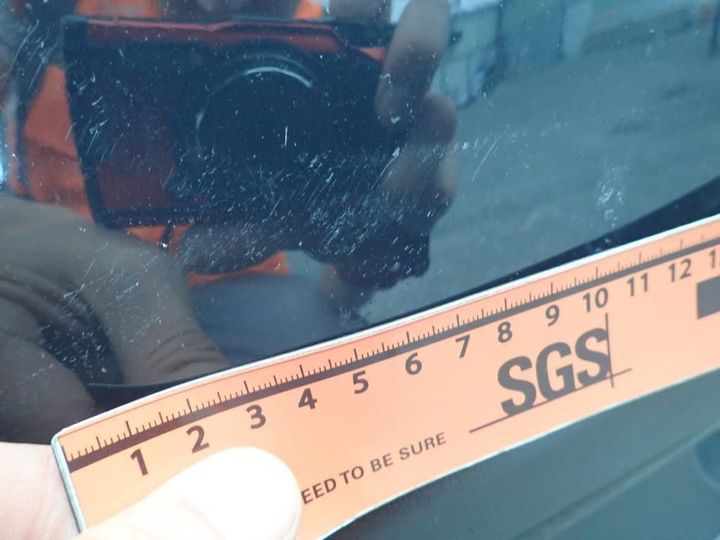 1 2 3 4 5 6 7 8 9 10 11 12
SGS
EED TO BE SURE